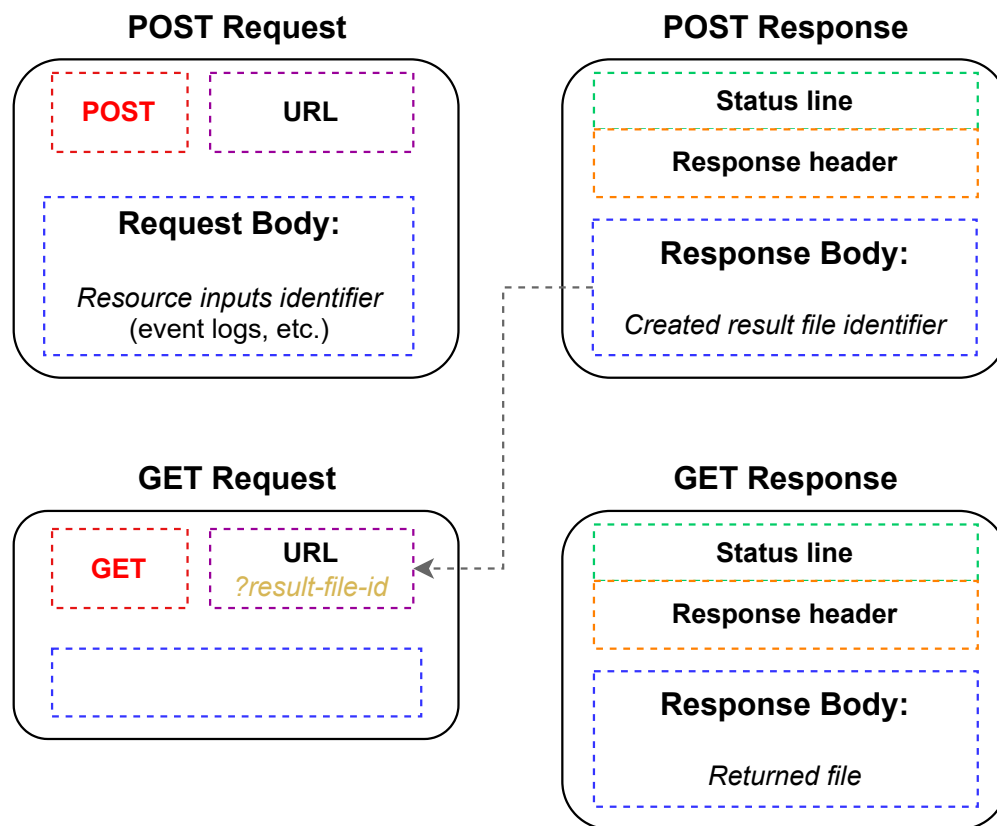 POST Request
POST
URL
Request Body:
Resource inputs identifier
(event logs, etc.)
POST Response
Status line
Response header
Response Body:
Created result file identifier
GET Request
GET
URL
?result-file-id
GET Response
Status line
Response header
Response Body:
Returned file